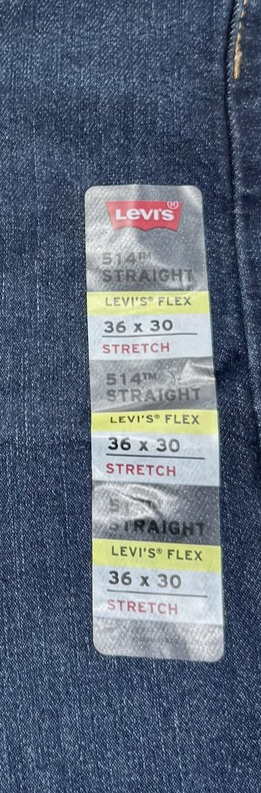 LEVI'S
514™
STRAIGHT
LEVI'S® FLEX
36 x 30
STRETCH
514™
STRAIGHT
LEVI'S® FLEX
36 x 30
STRETCH
STRAIGHT
LEVI'S® FLEX
36 x 30
STRETCH